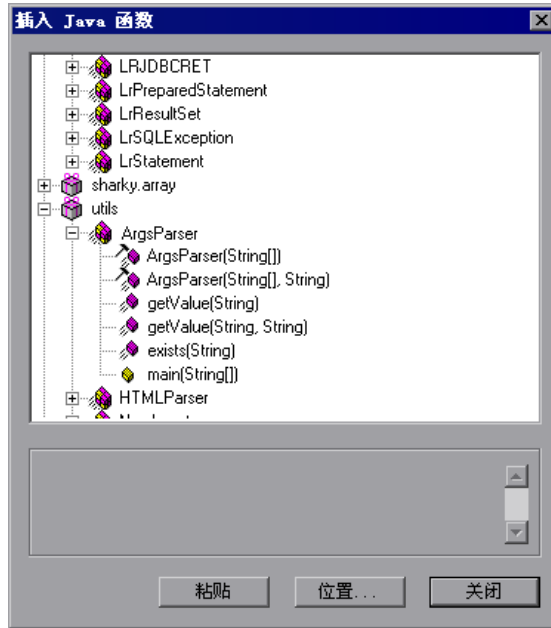 插入 Java 函数
LRJDBCRET
LrPreparedStatement
LrResultSet
LrSQLException
LrStatement
sharky.array
utils
ArgsParser
ArgsParser(String[])
ArgsParser(String[], String)
getValue(String)
getValue(String, String)
exists(String)
main(String[])
HTMLParser
粘贴 位置... 关闭